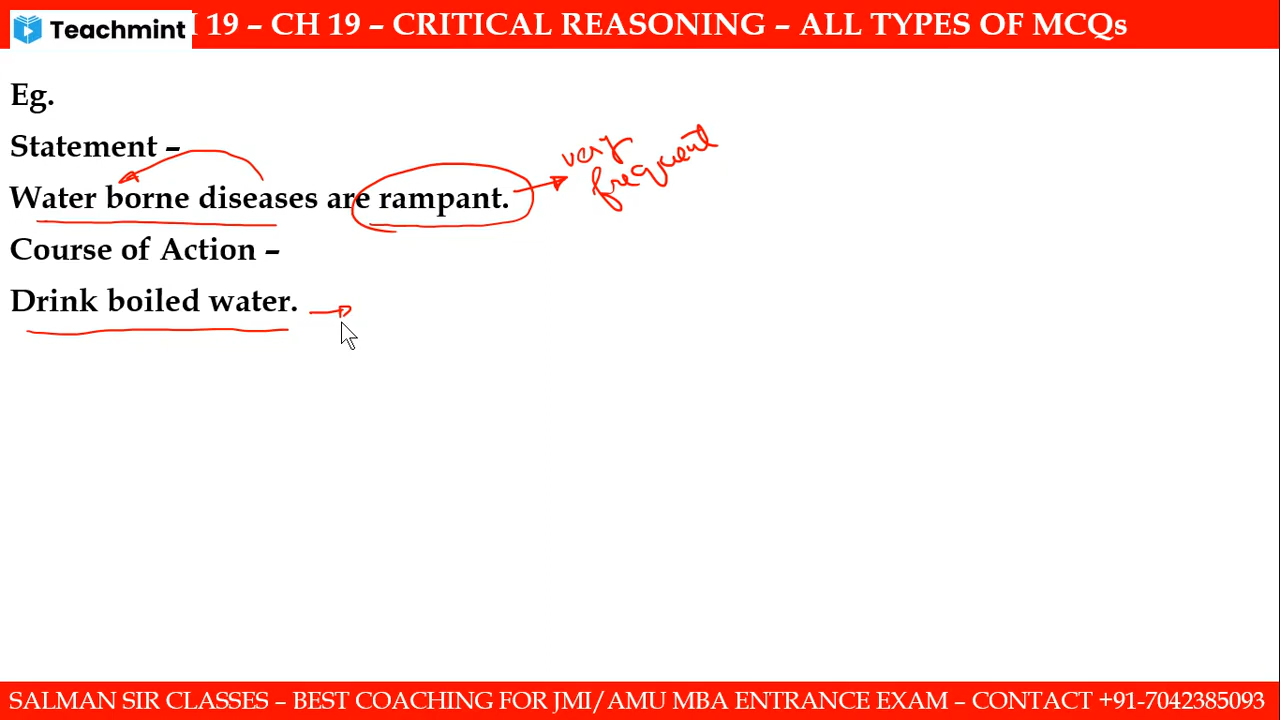 Teachmint
19 – CH 19 – CRITICAL REASONING – ALL TYPES OF MCQs
Eg.
Statement –
Water borne diseases are rampant.
very
frequent
Course of Action –
Drink boiled water.
SALMAN SIR CLASSES – BEST COACHING FOR JMI/AMU MBA ENTRANCE EXAM – CONTACT +91-7042385093